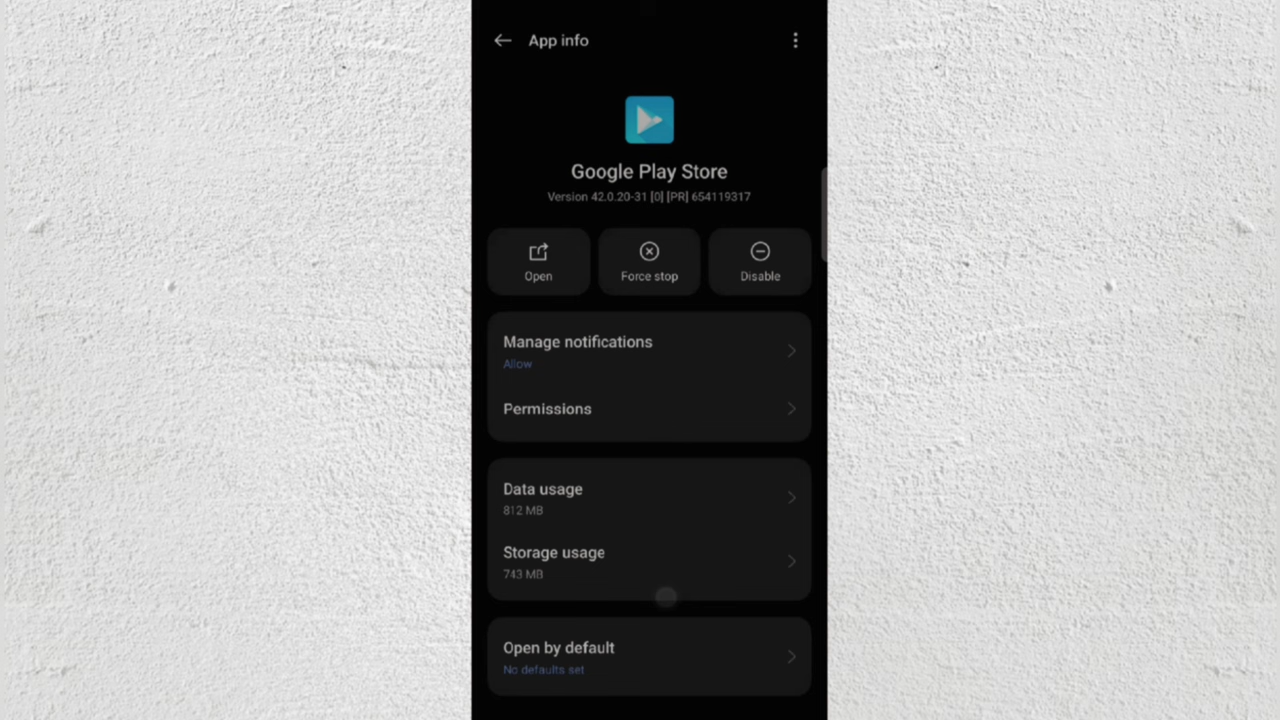 App info
Google Play Store
Version 42.0.20-31 [0] [PR] 654119317
Open
Force stop
Disable
Manage notifications
Allow
Permissions
Data usage
812 MB
Storage usage
743 MB
Open by default
No defaults set